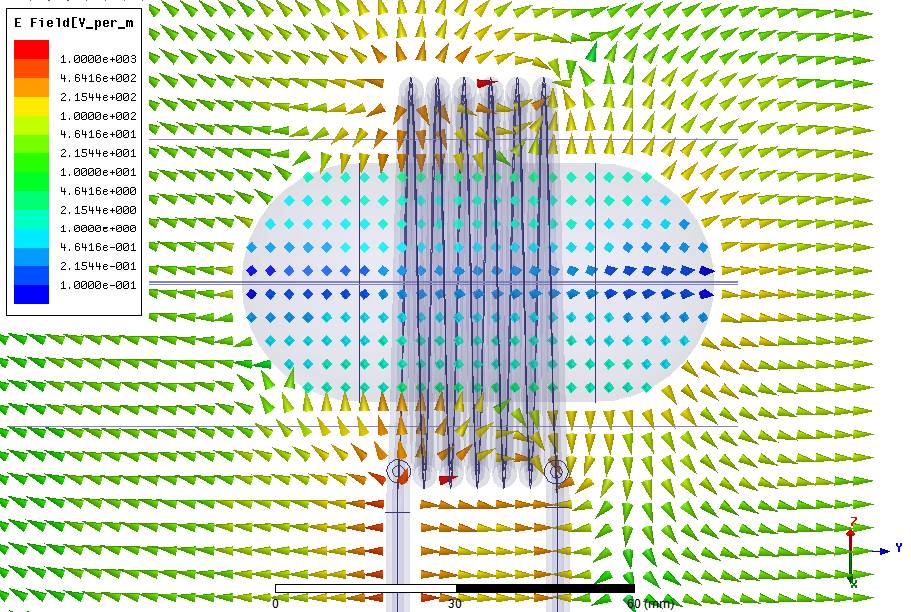 E Field[V_per_m
1.0000e+003
4.6416e+002
2.1544e+002
1.0000e+002
4.6416e+001
2.1544e+001
1.0000e+001
4.6416e+000
2.1544e+000
1.0000e+000
4.6416e-001
2.1544e-001
1.0000e-001
Z
Y
X
0
30
60 (mm)